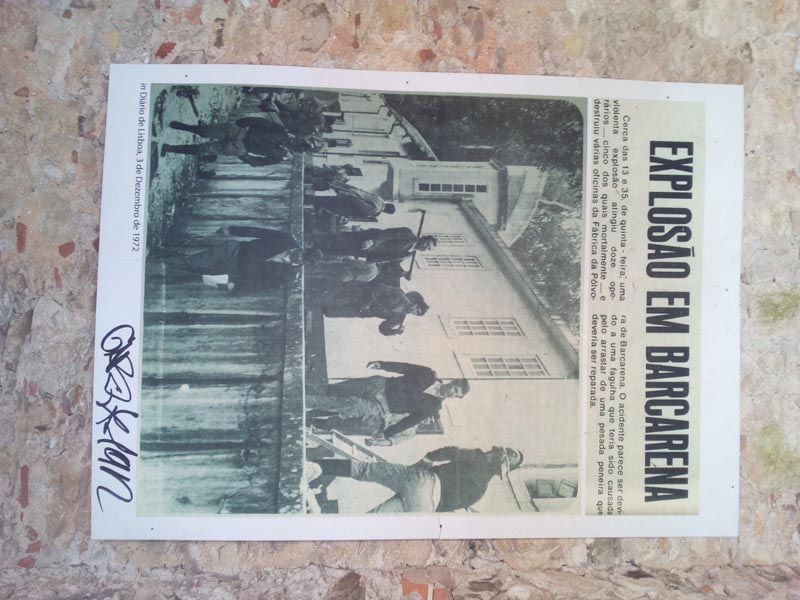 EXPLOSÃO EM BARCARENA
Cerca das 13 e 35, de quinta-feira, uma
violenta explosão atingiu doze ope-
rários — cinco dos quais mortalmente — e
destruiu várias oficinas da Fábrica da Pólvo-
ra de Barcarena. O acidente parece ser devi-
do a uma fagulha que teria sido causada
pelo arrastar de uma pesada peneira que
deveria ser reparada.
in Diário de Lisboa, 3 de Dezembro de 1972